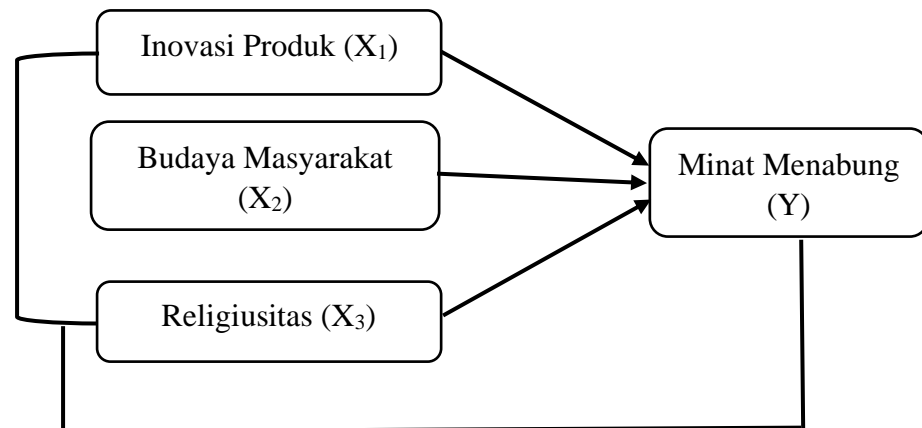 Inovasi Produk (X₁)
Budaya Masyarakat
(X₂)
Religiusitas (X₃)
Minat Menabung
(Y)